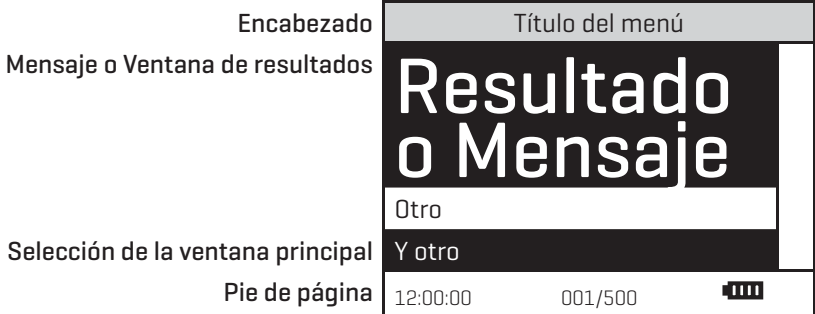 Encabezado
Título del menú
Mensaje o Ventana de resultados
Resultado
o Mensaje
Otro
Selección de la ventana principal
Y otro
Pie de página
12:00:00
001/500